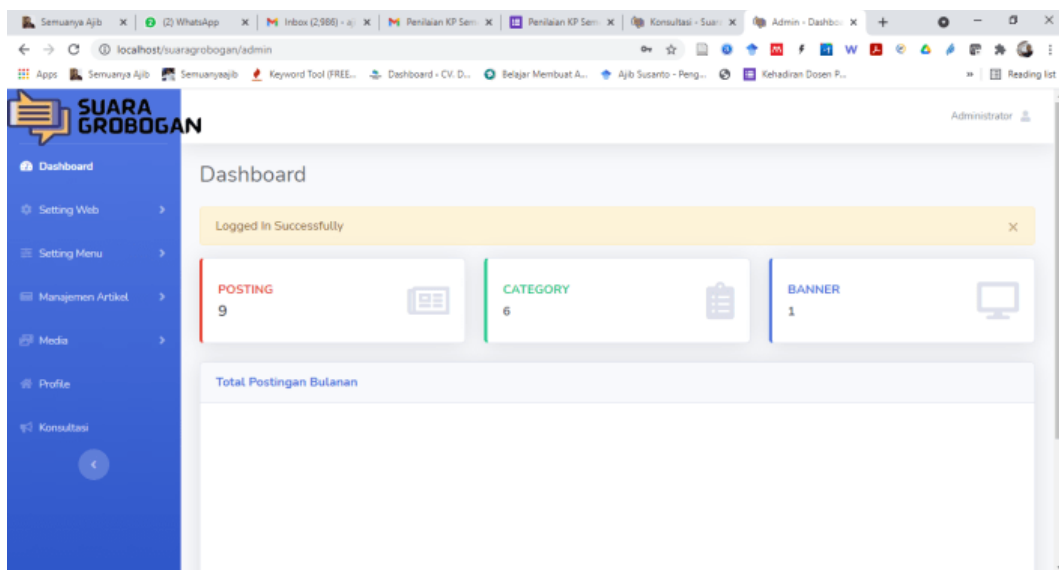 Semuanya Ajib
(2) WhatsApp
Inbox (2,986) - aj
Penilaian KP Sem
Penilaian KP Sem
Konsultasi - Suar
Admin - Dashbo
localhost/suaragrobogan/admin
Apps
Semuanya Ajib
Semuanyaajib
Keyword Tool (FREE...
Dashboard ‹ CV. D...
Belajar Membuat A...
Ajib Susanto - Peng...
Kehadiran Dosen P...
»
Reading list
SUARA
GROBOGAN
Administrator
Dashboard
Setting Web
Setting Menu
Manajemen Artikel
Media
Profile
Konsultasi
Dashboard
Logged In Successfully
POSTING
9
CATEGORY
6
BANNER
1
Total Postingan Bulanan